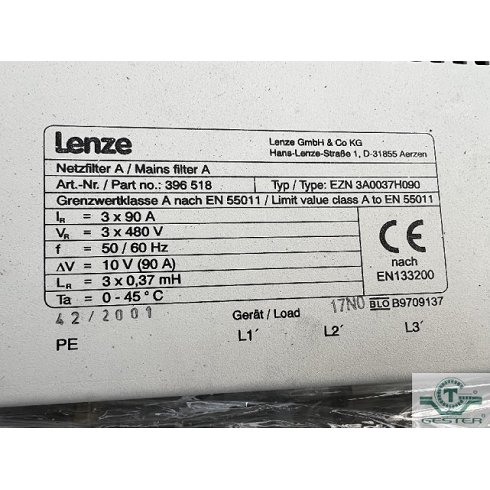 Lenze
Lenze GmbH & Co KG
Hans-Lenze-Straße 1, D-31855 Aerzen
Netzfilter A / Mains filter A
Art.-Nr. / Part no.: 396 518 Typ / Type: EZN 3A0037H090
Grenzwertklasse A nach EN 55011 / Limit value class A to EN 55011
IR = 3 x 90 A
VR = 3 x 480 V
f = 50 / 60 Hz
ΔV = 10 V (90 A)
LR = 3 x 0,37 mH
Ta = 0 - 45° C
CE
nach
EN133200
42/2001
17NO BLO B9709137
Gerät / Load
PE L1´ L2´ L3´
T
GESTER®